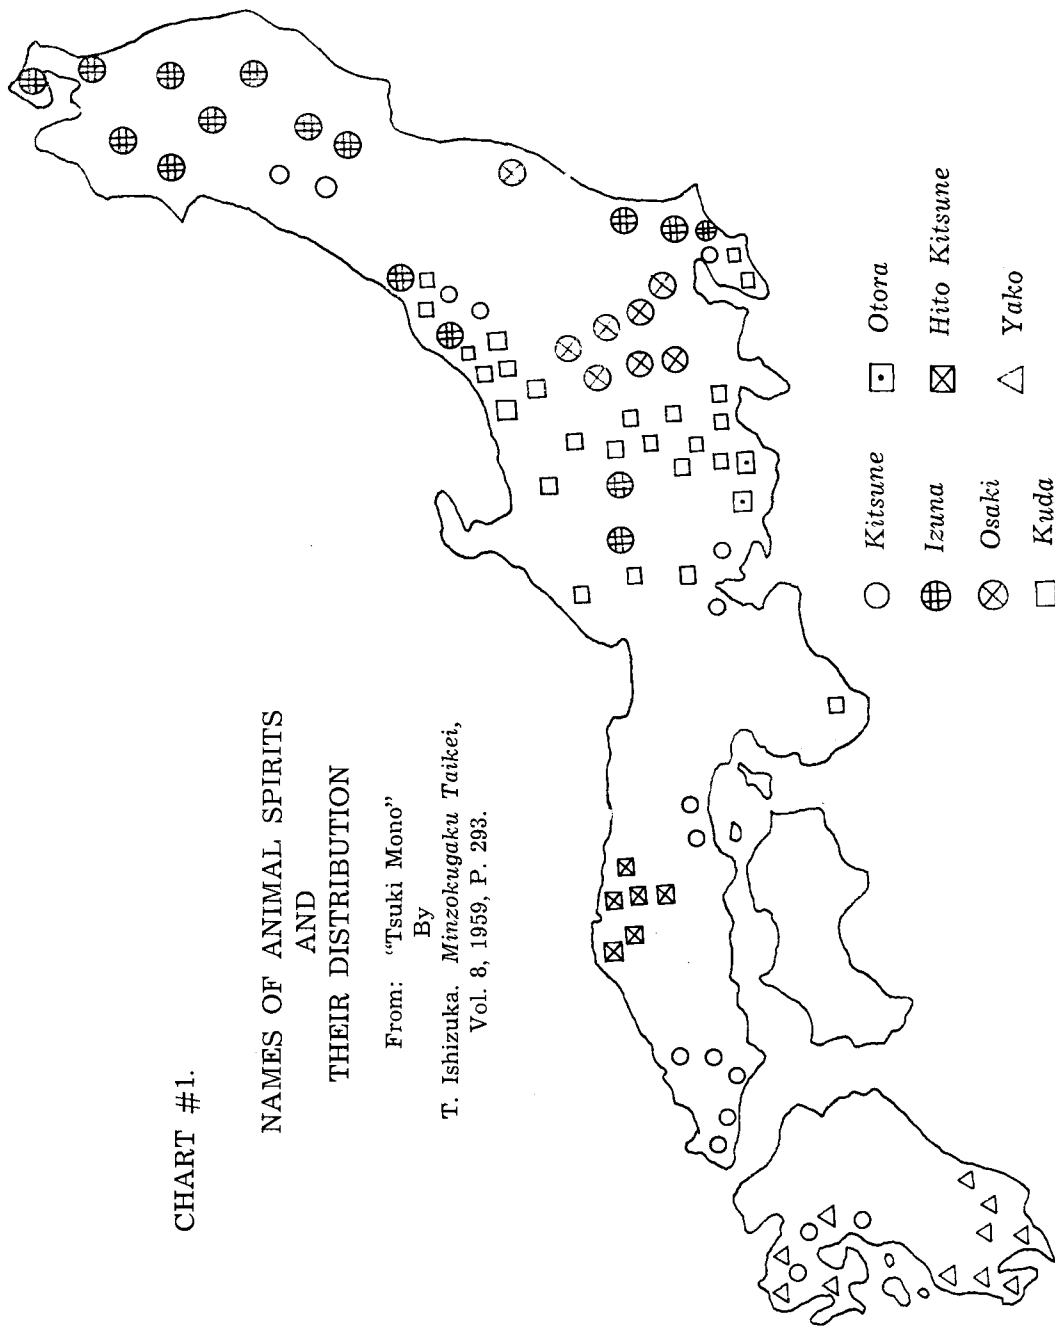 CHART #1.
NAMES OF ANIMAL SPIRITS
AND
THEIR DISTRIBUTION
From: “Tsuki Mono”
By
T. Ishizuka. Minzokugaku Taikei,
Vol. 8, 1959, P. 293.
Kitsune
Izuna
Osaki
Kuda
Otora
Hito Kitsune
Yako